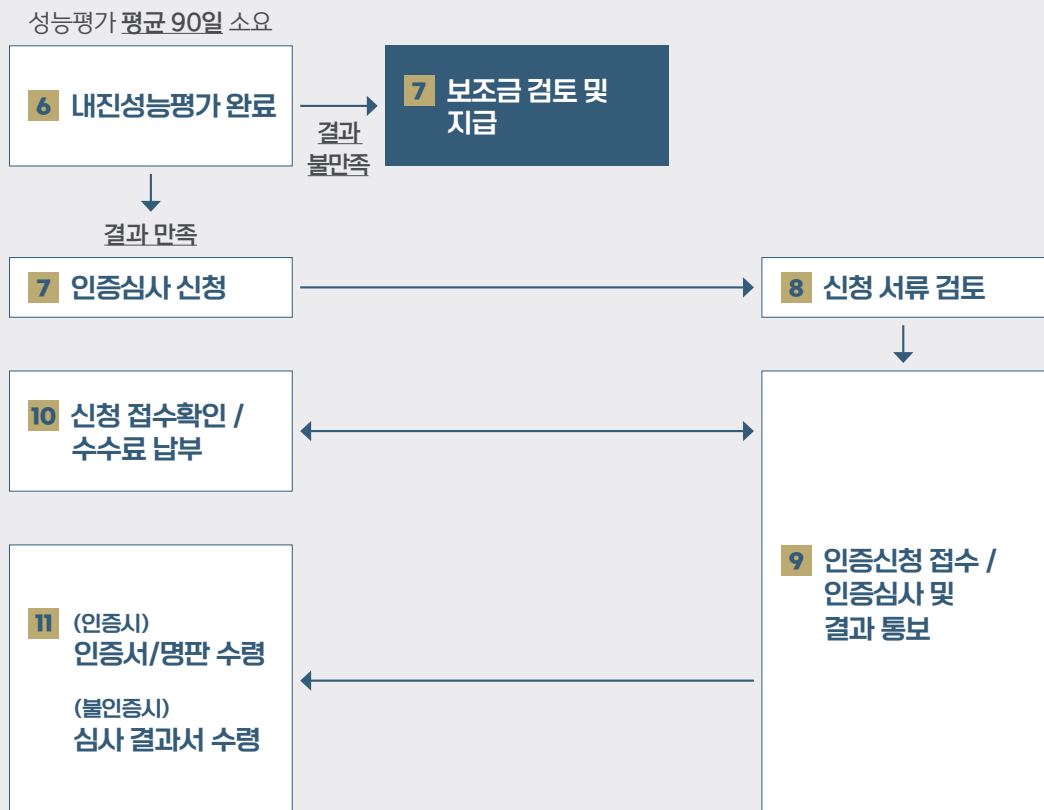 성능평가 평균 90일 소요
6 내진성능평가 완료
결과
불만족
7 보조금 검토 및
지급
결과 만족
7 인증심사 신청
8 신청 서류 검토
10 신청 접수확인 /
수수료 납부
9 인증신청 접수 /
인증심사 및
결과 통보
11 (인증시)
인증서/명판 수령
(불인증시)
심사 결과서 수령